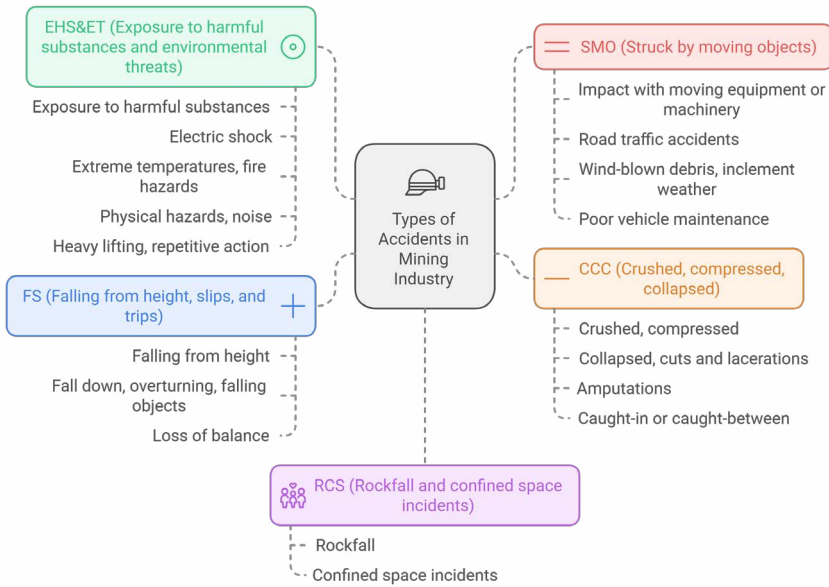 EHS&ET (Exposure to harmful
substances and environmental
threats)
Exposure to harmful substances
Electric shock
Extreme temperatures, fire
hazards
Physical hazards, noise
Heavy lifting, repetitive action
FS (Falling from height, slips, and
trips)
Falling from height
Fall down, overturning, falling
objects
Loss of balance
Types of
Accidents in
Mining
Industry
SMO (Struck by moving objects)
Impact with moving equipment or
machinery
Road traffic accidents
Wind-blown debris, inclement
weather
Poor vehicle maintenance
CCC (Crushed, compressed,
collapsed)
Crushed, compressed
Collapsed, cuts and lacerations
Amputations
Caught-in or caught-between
RCS (Rockfall and confined space
incidents)
Rockfall
Confined space incidents